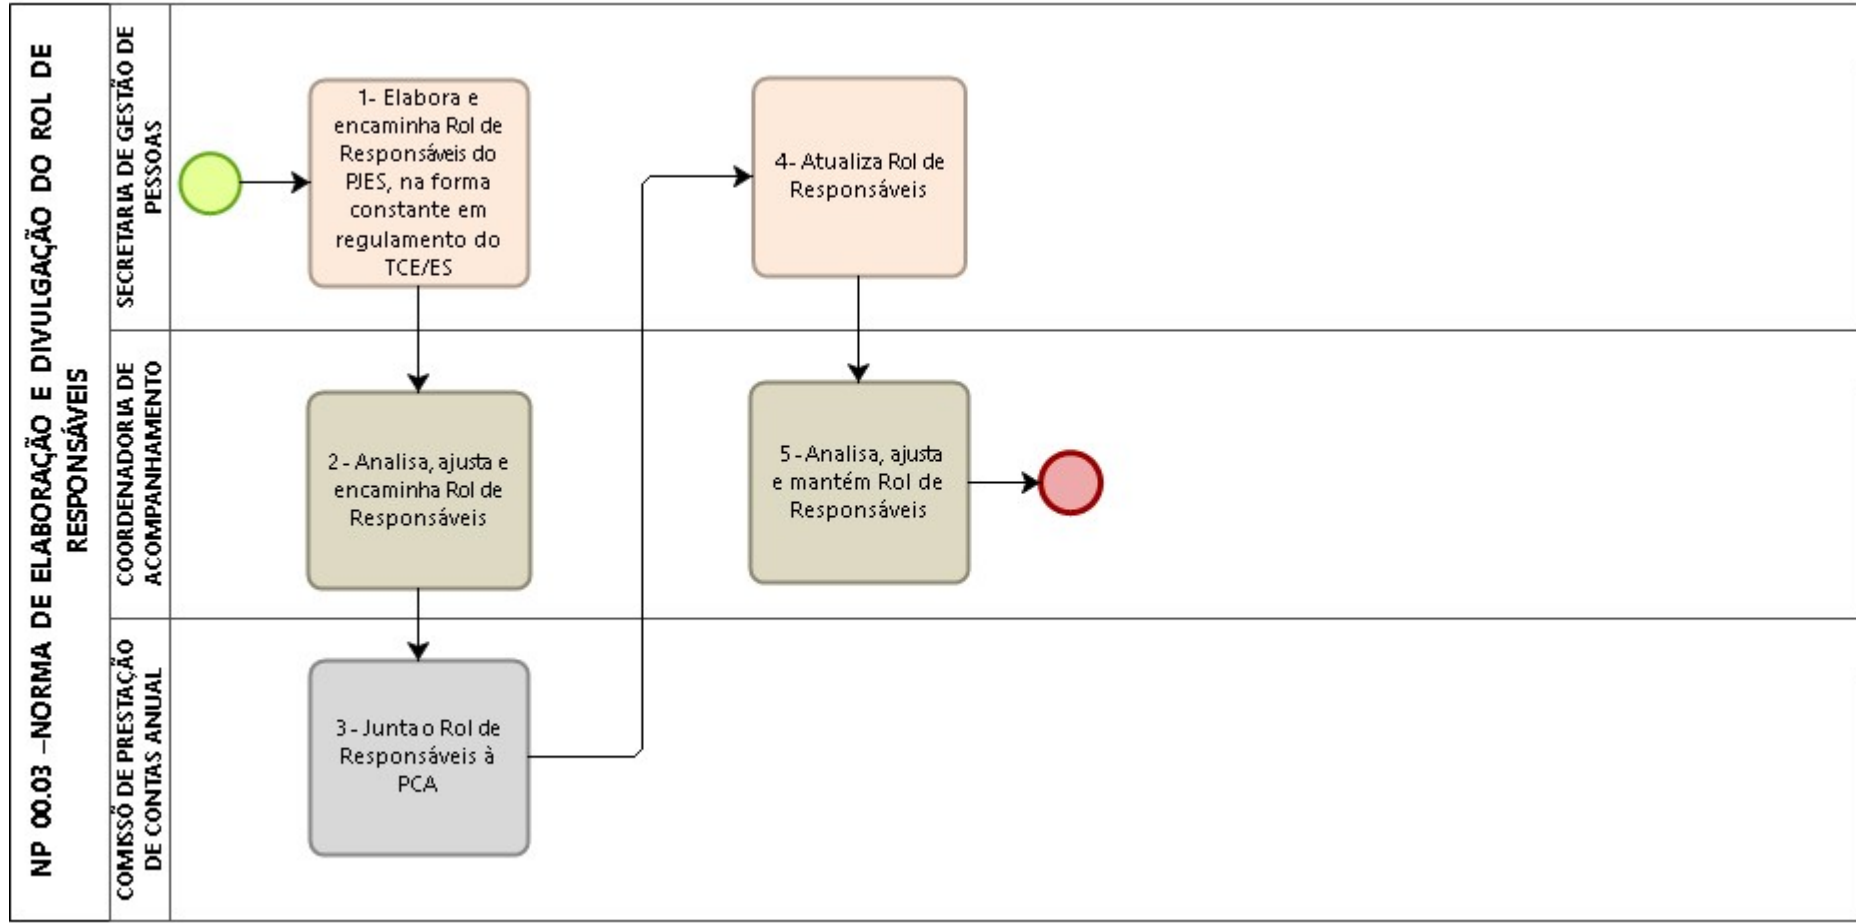 NP 00.03 –NORMA DE ELABORAÇÃO E DIVULGAÇÃO DO ROL DE
RESPONSÁVEIS
SECRETARIA DE GESTÃO DE
PESSOAS
1- Elabora e
encaminha Rol de
Responsáveis do
PJES, na forma
constante em
regulamento do
TCE/ES
4- Atualiza Rol de
Responsáveis
COORDENADORIA DE
ACOMPANHAMENTO
2 - Analisa, ajusta e
encaminha Rol de
Responsáveis
5 - Analisa, ajusta
e mantém Rol de
Responsáveis
COMISSÕ DE PRESTAÇÃO
DE CONTAS ANUAL
3 - Junta o Rol de
Responsáveis à
PCA